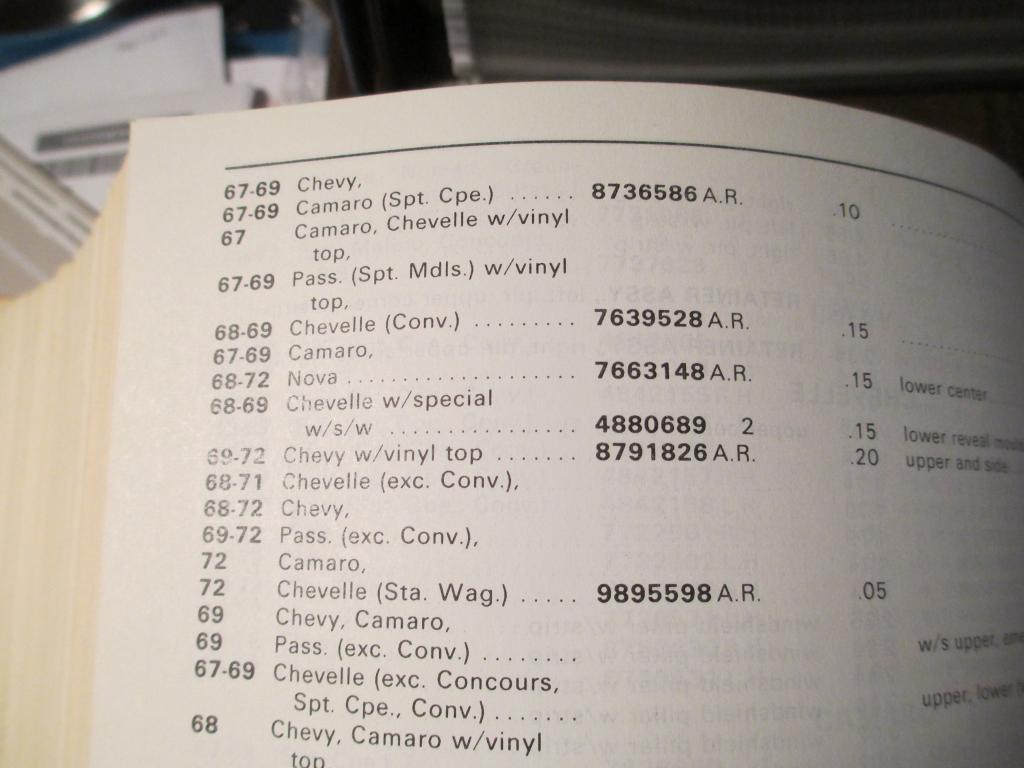 67-69 Chevy,
67-69 Camaro (Spt. Cpe.) ...... 8736586 A.R. .10
67 Camaro, Chevelle w/vinyl
top,
67-69 Pass. (Spt. Mdls.) w/vinyl
top,
68-69 Chevelle (Conv.) ......... 7639528 A.R. .15
67-69 Camaro,
68-72 Nova .................... 7663148 A.R. .15 lower center
68-69 Chevelle w/special
w/s/w ................. 4880689 2 .15 lower reveal
69-72 Chevy w/vinyl top ....... 8791826 A.R. .20 upper and side
68-71 Chevelle (exc. Conv.),
68-72 Chevy,
69-72 Pass. (exc. Conv.),
72 Camaro,
72 Chevelle (Sta. Wag.) ..... 9895598 A.R. .05
69 Chevy, Camaro,
69 Pass. (exc. Conv.) ....... w/s upper,
67-69 Chevelle (exc. Concours,
Spt. Cpe., Conv.) ....... upper, lower
68 Chevy, Camaro w/vinyl
top